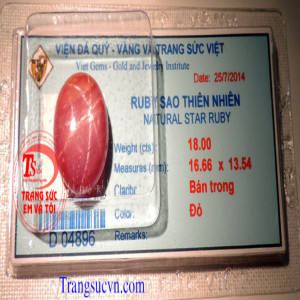 VIỆN ĐÁ QUÝ - VÀNG VÀ TRANG SỨC VIỆT
Viet Gems - Gold and Jewelry Institute
Date: 25/7/2014
RUBY SAO THIÊN NHIÊN
NATURAL STAR RUBY
Weight (cts): 18.00
Measures (mm): 16.66 x 13.54
Clarity: Bán trong
Color: Đỏ
D 04896 Remarks:
TS
TRANG SỨC
EM VÀ TÔI
Trangsucvn.com